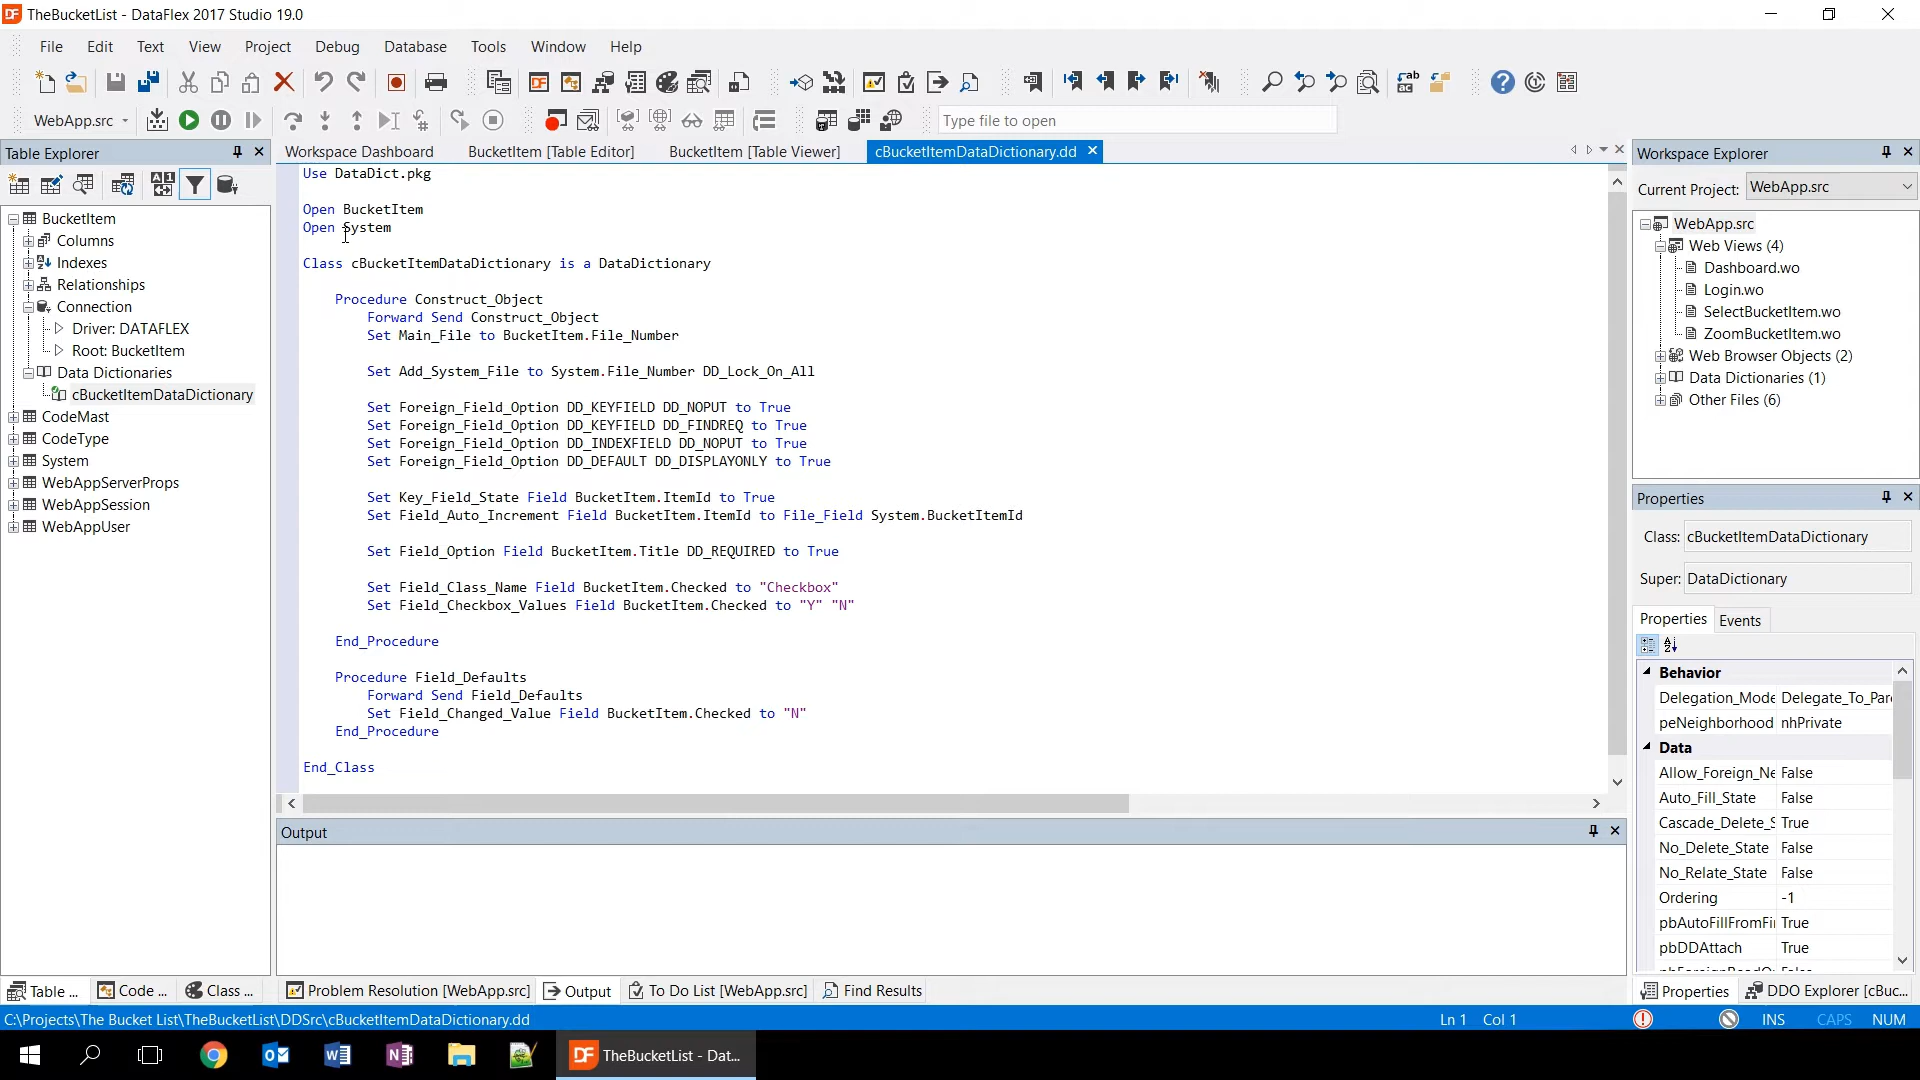 TheBucketList - DataFlex 2017 Studio 19.0
File Edit Text View Project Debug Database Tools Window Help
WebApp.src
Type file to open
Table Explorer
BucketItem
Columns
Indexes
Relationships
Connection
Driver: DATAFLEX
Root: BucketItem
Data Dictionaries
cBucketItemDataDictionary
CodeMast
CodeType
System
WebAppServerProps
WebAppSession
WebAppUser
Table ... Code ... Class ...
Workspace Dashboard BucketItem [Table Editor] BucketItem [Table Viewer] cBucketItemDataDictionary.dd
Use DataDict.pkg
Open BucketItem
Open System
Class cBucketItemDataDictionary is a DataDictionary
Procedure Construct_Object
Forward Send Construct_Object
Set Main_File to BucketItem.File_Number
Set Add_System_File to System.File_Number DD_Lock_On_All
Set Foreign_Field_Option DD_KEYFIELD DD_NOPUT to True
Set Foreign_Field_Option DD_KEYFIELD DD_FINDREQ to True
Set Foreign_Field_Option DD_INDEXFIELD DD_NOPUT to True
Set Foreign_Field_Option DD_DEFAULT DD_DISPLAYONLY to True
Set Key_Field_State Field BucketItem.ItemId to True
Set Field_Auto_Increment Field BucketItem.ItemId to File_Field System.BucketItemId
Set Field_Option Field BucketItem.Title DD_REQUIRED to True
Set Field_Class_Name Field BucketItem.Checked to "Checkbox"
Set Field_Checkbox_Values Field BucketItem.Checked to "Y" "N"
End_Procedure
Procedure Field_Defaults
Forward Send Field_Defaults
Set Field_Changed_Value Field BucketItem.Checked to "N"
End_Procedure
End_Class
Output
Problem Resolution [WebApp.src] Output To Do List [WebApp.src] Find Results
Workspace Explorer
Current Project: WebApp.src
WebApp.src
Web Views (4)
Dashboard.wo
Login.wo
SelectBucketItem.wo
ZoomBucketItem.wo
Web Browser Objects (2)
Data Dictionaries (1)
Other Files (6)
Properties
Class: cBucketItemDataDictionary
Super: DataDictionary
Properties Events
Behavior
Delegation_Mode Delegate_To_Par
peNeighborhood nhPrivate
Data
Allow_Foreign_Ne False
Auto_Fill_State False
Cascade_Delete_S True
No_Delete_State False
No_Relate_State False
Ordering -1
pbAutoFillFromFi True
pbDDAttach True
Properties DDO Explorer [cBuc...
C:\Projects\The Bucket List\TheBucketList\DDSrc\cBucketItemDataDictionary.dd
Ln 1 Col 1 INS CAPS NUM
TheBucketList - Dat...